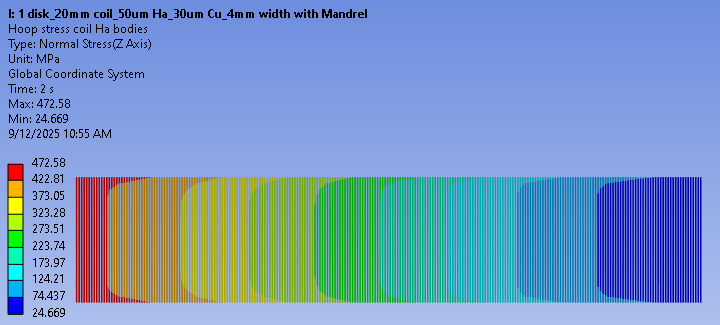 I: 1 disk_20mm coil_50um Ha_30um Cu_4mm width with Mandrel
Hoop stress coil Ha bodies
Type: Normal Stress(Z Axis)
Unit: MPa
Global Coordinate System
Time: 2 s
Max: 472.58
Min: 24.669
9/12/2025 10:55 AM
472.58
422.81
373.05
323.28
273.51
223.74
173.97
124.21
74.437
24.669